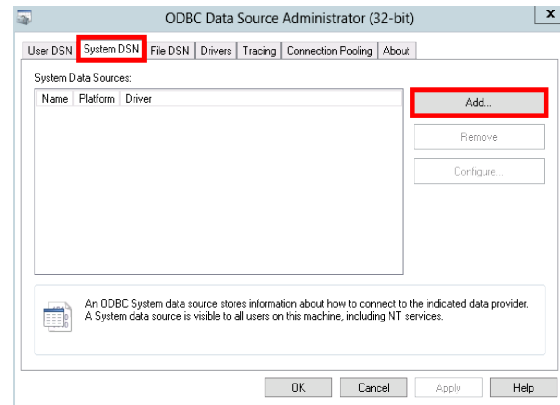 ODBC Data Source Administrator (32-bit)
x
User DSN System DSN File DSN Drivers Tracing Connection Pooling About
System Data Sources:
Name Platform Driver
Add...
Remove
Configure...
An ODBC System data source stores information about how to connect to the indicated data provider.
A System data source is visible to all users on this machine, including NT services.
OK Cancel Apply Help